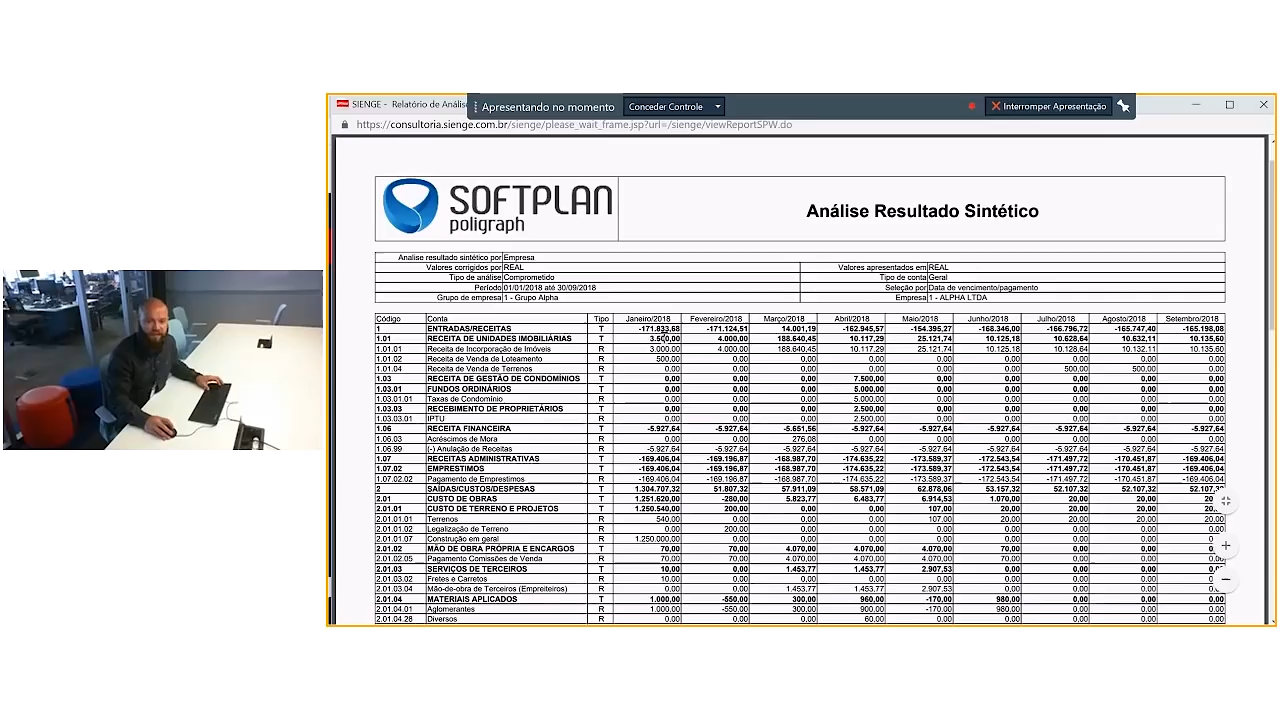 SIENGE - Relatório de Anális
Apresentando no momento
Conceder Controle
Interromper Apresentação
https://consultoria.sienge.com.br/sienge/please_wait_frame.jsp?url=/sienge/viewReportSPW.do
SOFTPLAN
poligraph
Análise Resultado Sintético
Analise resultado sintético por Empresa
Valores corrigidos por REAL Valores apresentados em REAL
Tipo de análise Comprometido Tipo de conta Geral
Período 01/01/2018 até 30/09/2018 Seleção por Data de vencimento/pagamento
Grupo de empresa 1 - Grupo Alpha Empresa 1 - ALPHA LTDA
Código Conta Tipo Janeiro/2018 Fevereiro/2018 Março/2018 Abril/2018 Maio/2018 Junho/2018 Julho/2018 Agosto/2018 Setembro/2018
1 ENTRADAS/RECEITAS T -171.833,68 -171.124,51 14.001,19 -162.945,57 -154.395,27 -168.346,00 -166.796,72 -165.747,40 -165.198,08
1.01 RECEITA DE UNIDADES IMOBILIÁRIAS T 3.500,00 4.000,00 188.640,45 10.117,29 25.121,74 10.125,18 10.628,64 10.632,11 10.135,60
1.01.01 Receita de Incorporação de Imóveis R 3.000,00 4.000,00 188.640,45 10.117,29 25.121,74 10.125,18 10.128,64 10.132,11 10.135,60
1.01.02 Receita de Venda de Loteamento R 500,00 0,00 0,00 0,00 0,00 0,00 0,00 0,00 0,00
1.01.04 Receita de Venda de Terrenos R 0,00 0,00 0,00 0,00 0,00 0,00 500,00 500,00 0,00
1.03 RECEITA DE GESTÃO DE CONDOMÍNIOS T 0,00 0,00 0,00 7.500,00 0,00 0,00 0,00 0,00 0,00
1.03.01 FUNDOS ORDINÁRIOS T 0,00 0,00 0,00 5.000,00 0,00 0,00 0,00 0,00 0,00
1.03.01.01 Taxas de Condomínio R 0,00 0,00 0,00 5.000,00 0,00 0,00 0,00 0,00 0,00
1.03.03 RECEBIMENTO DE PROPRIETÁRIOS T 0,00 0,00 0,00 2.500,00 0,00 0,00 0,00 0,00 0,00
1.03.03.01 IPTU R 0,00 0,00 0,00 2.500,00 0,00 0,00 0,00 0,00 0,00
1.06 RECEITA FINANCEIRA T -5.927,64 -5.927,64 -5.651,56 -5.927,64 -5.927,64 -5.927,64 -5.927,64 -5.927,64 -5.927,64
1.06.03 Acréscimos de Mora R 0,00 0,00 276,08 0,00 0,00 0,00 0,00 0,00 0,00
1.06.99 (-) Anulação de Receitas R -5.927,64 -5.927,64 -5.927,64 -5.927,64 -5.927,64 -5.927,64 -5.927,64 -5.927,64 -5.927,64
1.07 RECEITAS ADMINISTRATIVAS T -169.406,04 -169.196,87 -168.987,70 -174.635,22 -173.589,37 -172.543,54 -171.497,72 -170.451,87 -169.406,04
1.07.02 EMPRESTIMOS T -169.406,04 -169.196,87 -168.987,70 -174.635,22 -173.589,37 -172.543,54 -171.497,72 -170.451,87 -169.406,04
1.07.02.02 Pagamento de Emprestimos R -169.406,04 -169.196,87 -168.987,70 -174.635,22 -173.589,37 -172.543,54 -171.497,72 -170.451,87 -169.406,04
2 SAÍDAS/CUSTOS/DESPESAS T 1.304.707,32 51.807,32 57.911,09 58.571,09 62.878,06 53.157,32 52.107,32 52.107,32 52.107,32
2.01 CUSTO DE OBRAS T 1.251.620,00 -280,00 5.823,77 6.483,77 6.914,53 1.070,00 20,00 20,00 20,
2.01.01 CUSTO DE TERRENO E PROJETOS T 1.250.540,00 200,00 0,00 0,00 107,00 20,00 20,00 20,00 20,
2.01.01.01 Terrenos R 540,00 0,00 0,00 0,00 107,00 20,00 20,00 20,00 20,00
2.01.01.02 Legalização de Terreno R 0,00 200,00 0,00 0,00 0,00 0,00 0,00 0,00 0,00
2.01.01.07 Construção em geral R 1.250.000,00 0,00 0,00 0,00 0,00 0,00 0,00 0,00 0,00
2.01.02 MÃO DE OBRA PRÓPRIA E ENCARGOS T 70,00 70,00 4.070,00 4.070,00 4.070,00 70,00 0,00 0,00 0,0
2.01.02.05 Pagamento Comissões de Venda R 70,00 70,00 4.070,00 4.070,00 4.070,00 70,00 0,00 0,00 0,00
2.01.03 SERVIÇOS DE TERCEIROS T 10,00 0,00 1.453,77 1.453,77 2.907,53 0,00 0,00 0,00 0,00
2.01.03.02 Fretes e Carretos R 10,00 0,00 0,00 0,00 0,00 0,00 0,00 0,00 0,
2.01.03.04 Mão-de-obra de Terceiros (Empreiteiros) R 0,00 0,00 1.453,77 1.453,77 2.907,53 0,00 0,00 0,00 0,00
2.01.04 MATERIAIS APLICADOS T 1.000,00 -550,00 300,00 960,00 -170,00 980,00 0,00 0,00 0,00
2.01.04.01 Aglomerantes R 1.000,00 -550,00 300,00 900,00 -170,00 980,00 0,00 0,00 0,00
2.01.04.28 Diversos R 0,00 0,00 0,00 60,00 0,00 0,00 0,00 0,00 0,00